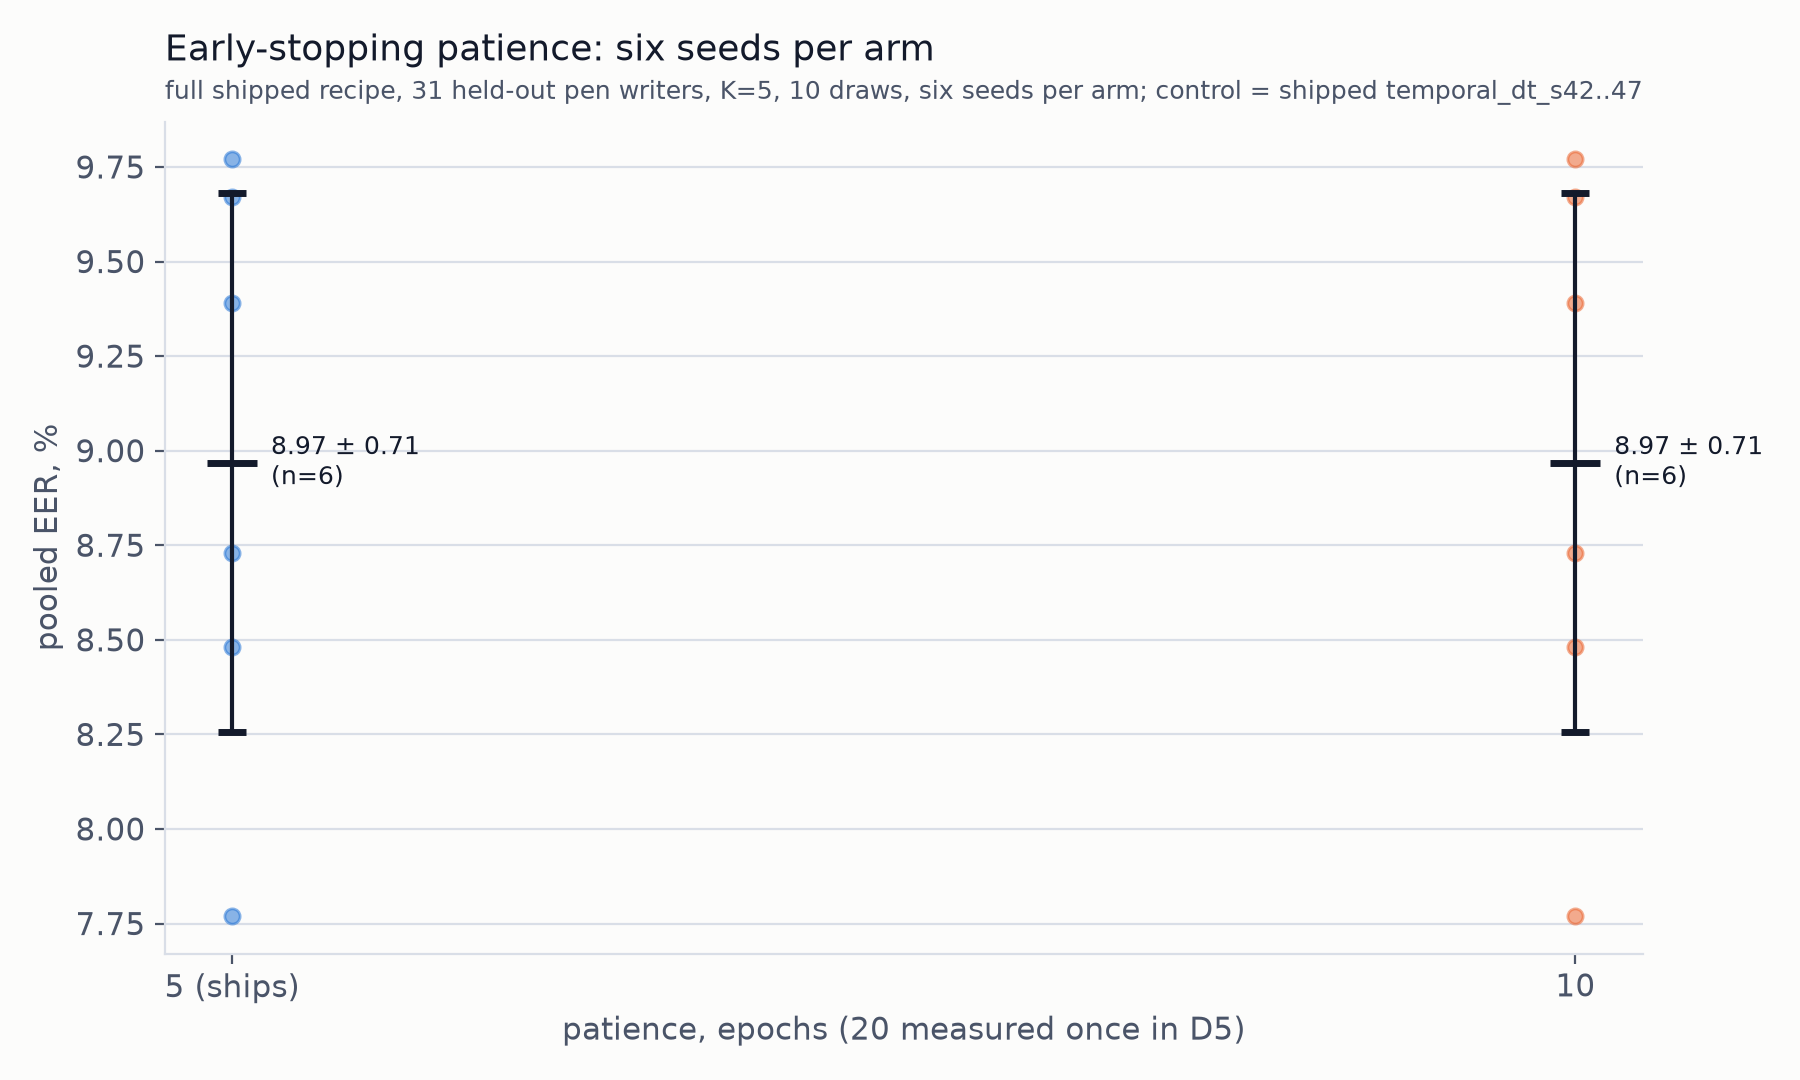 Early-stopping patience: six seeds per arm
full shipped recipe, 31 held-out pen writers, K=5, 10 draws, six seeds per arm; control = shipped temporal_dt_s42..47
pooled EER, %
9.75
9.50
9.25
9.00
8.75
8.50
8.25
8.00
7.75
8.97 ± 0.71
(n=6)
8.97 ± 0.71
(n=6)
5 (ships)
10
patience, epochs (20 measured once in D5)